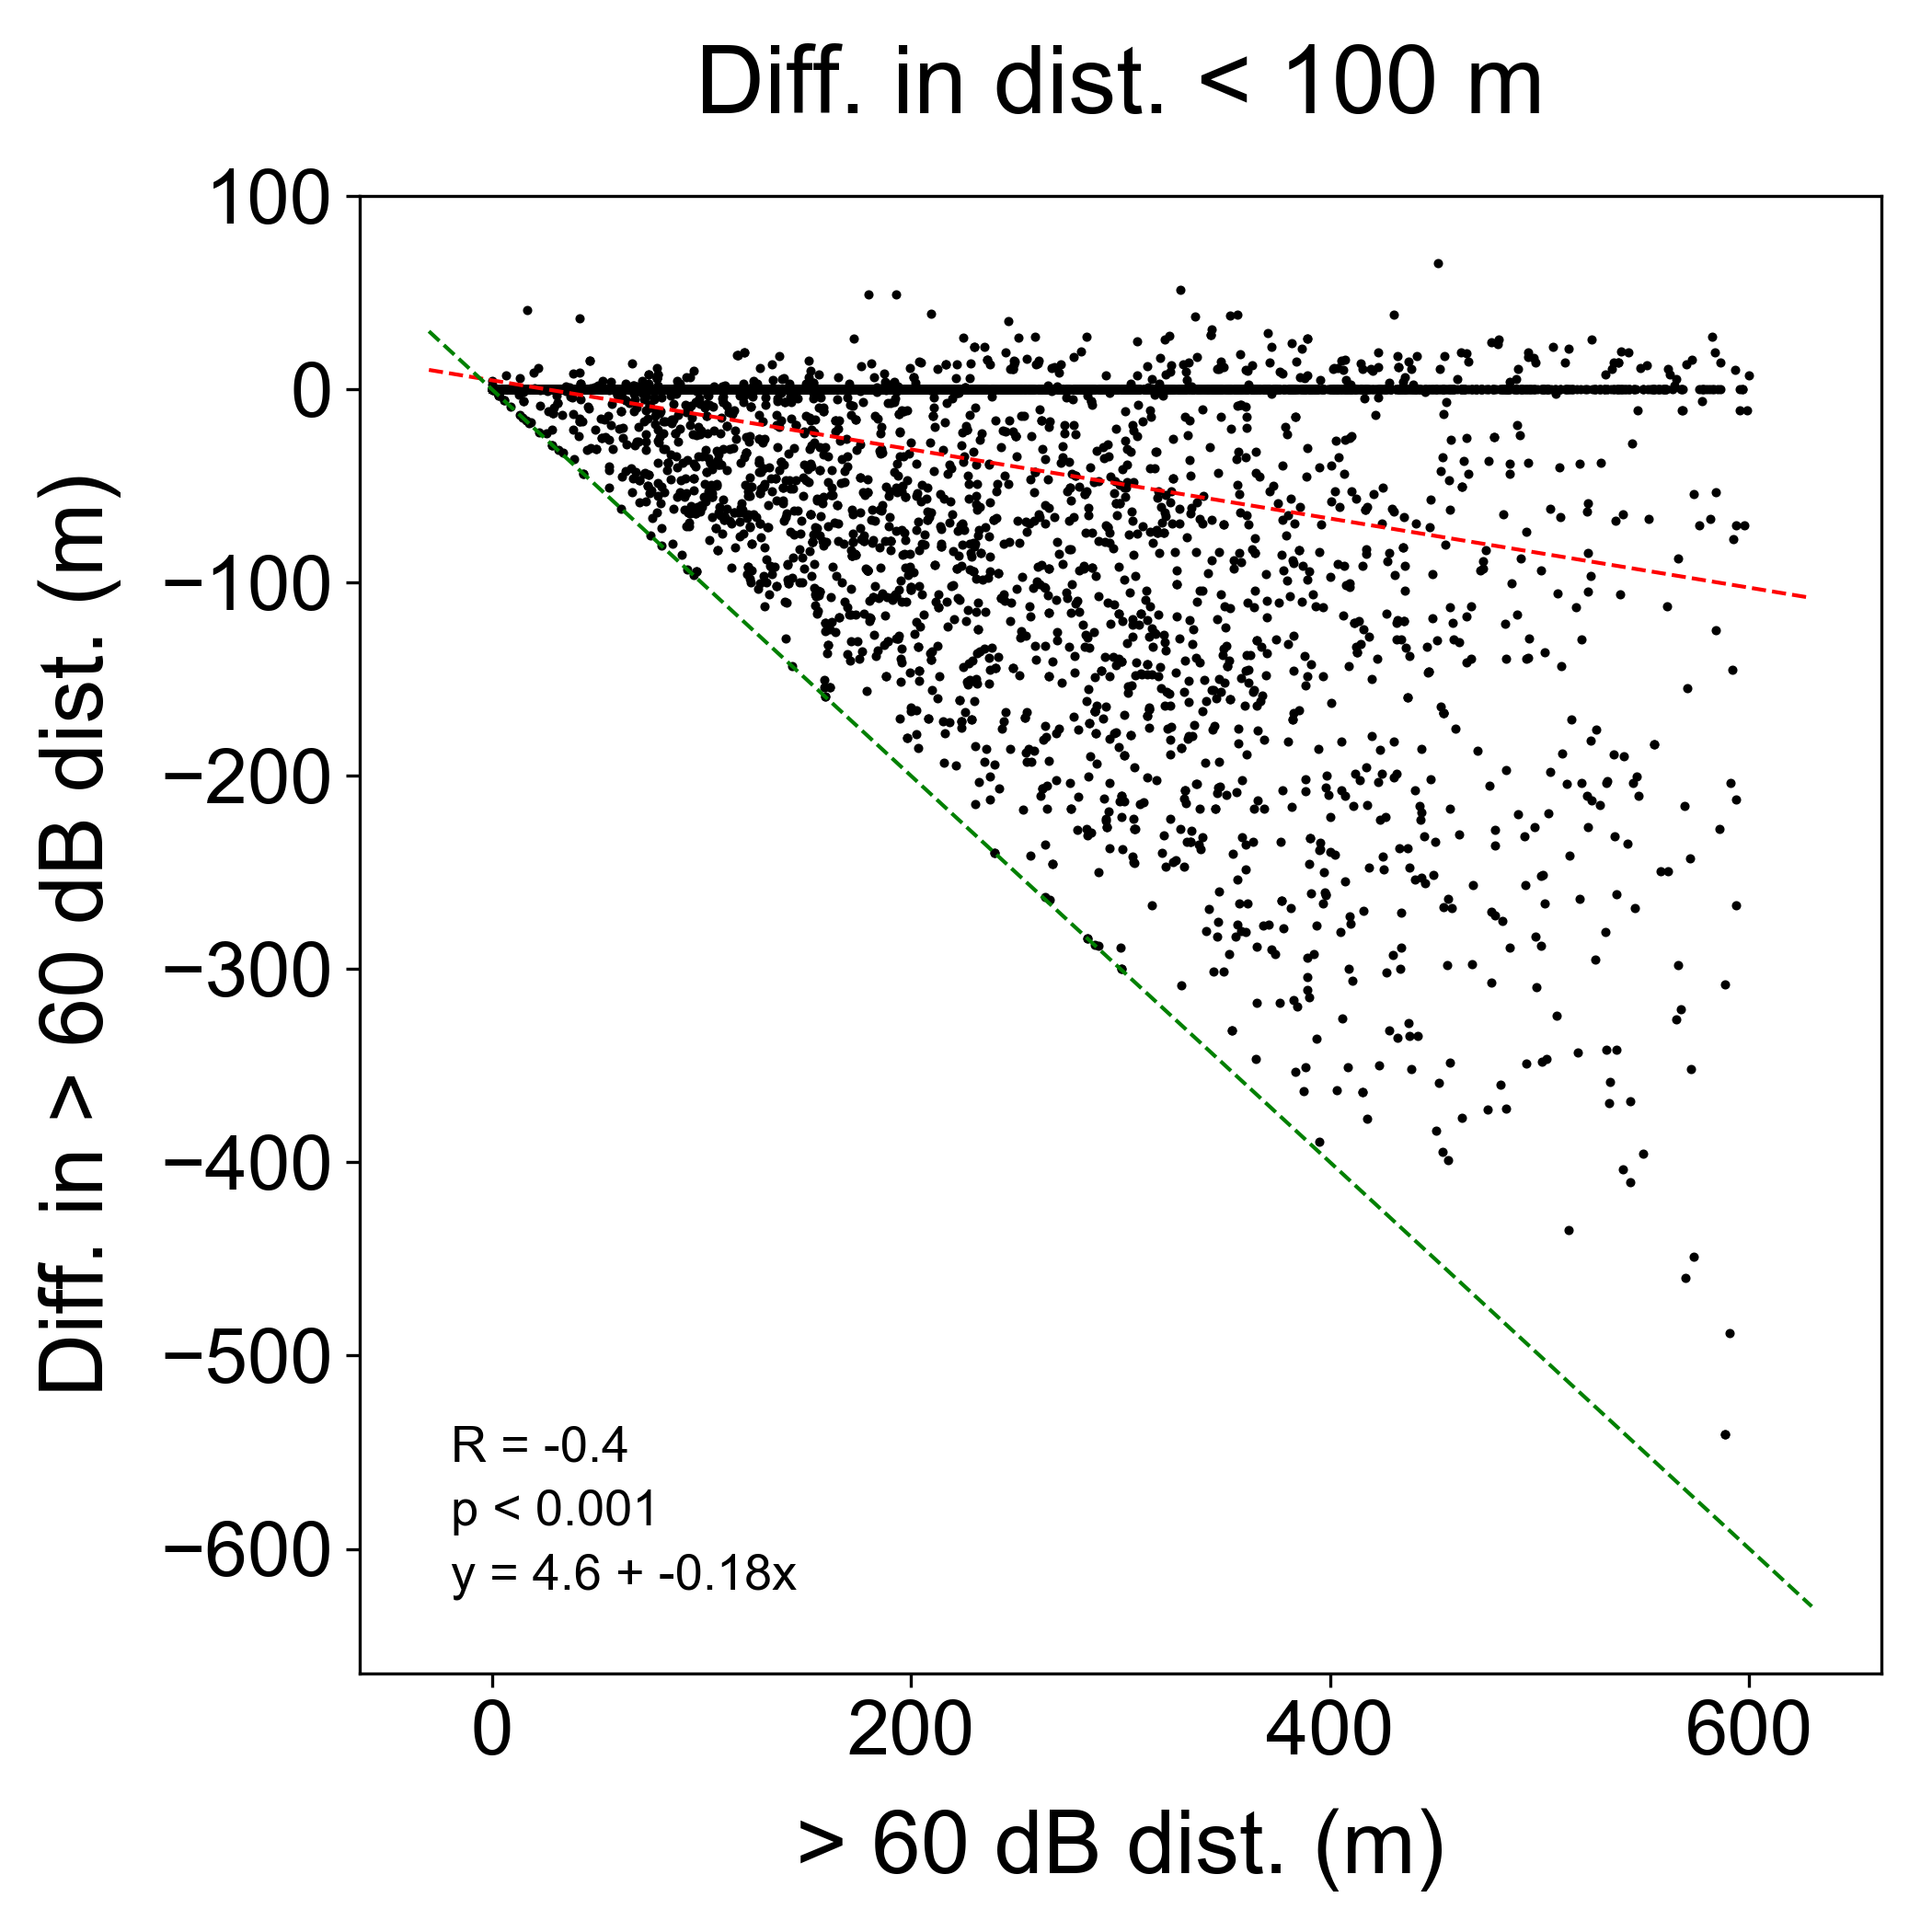 Diff. in dist. < 100 m
100
0
−100
−200
−300
−400
−500
−600
Diff. in > 60 dB dist. (m)
R = -0.4
p < 0.001
y = 4.6 + -0.18x
0
200
400
600
> 60 dB dist. (m)